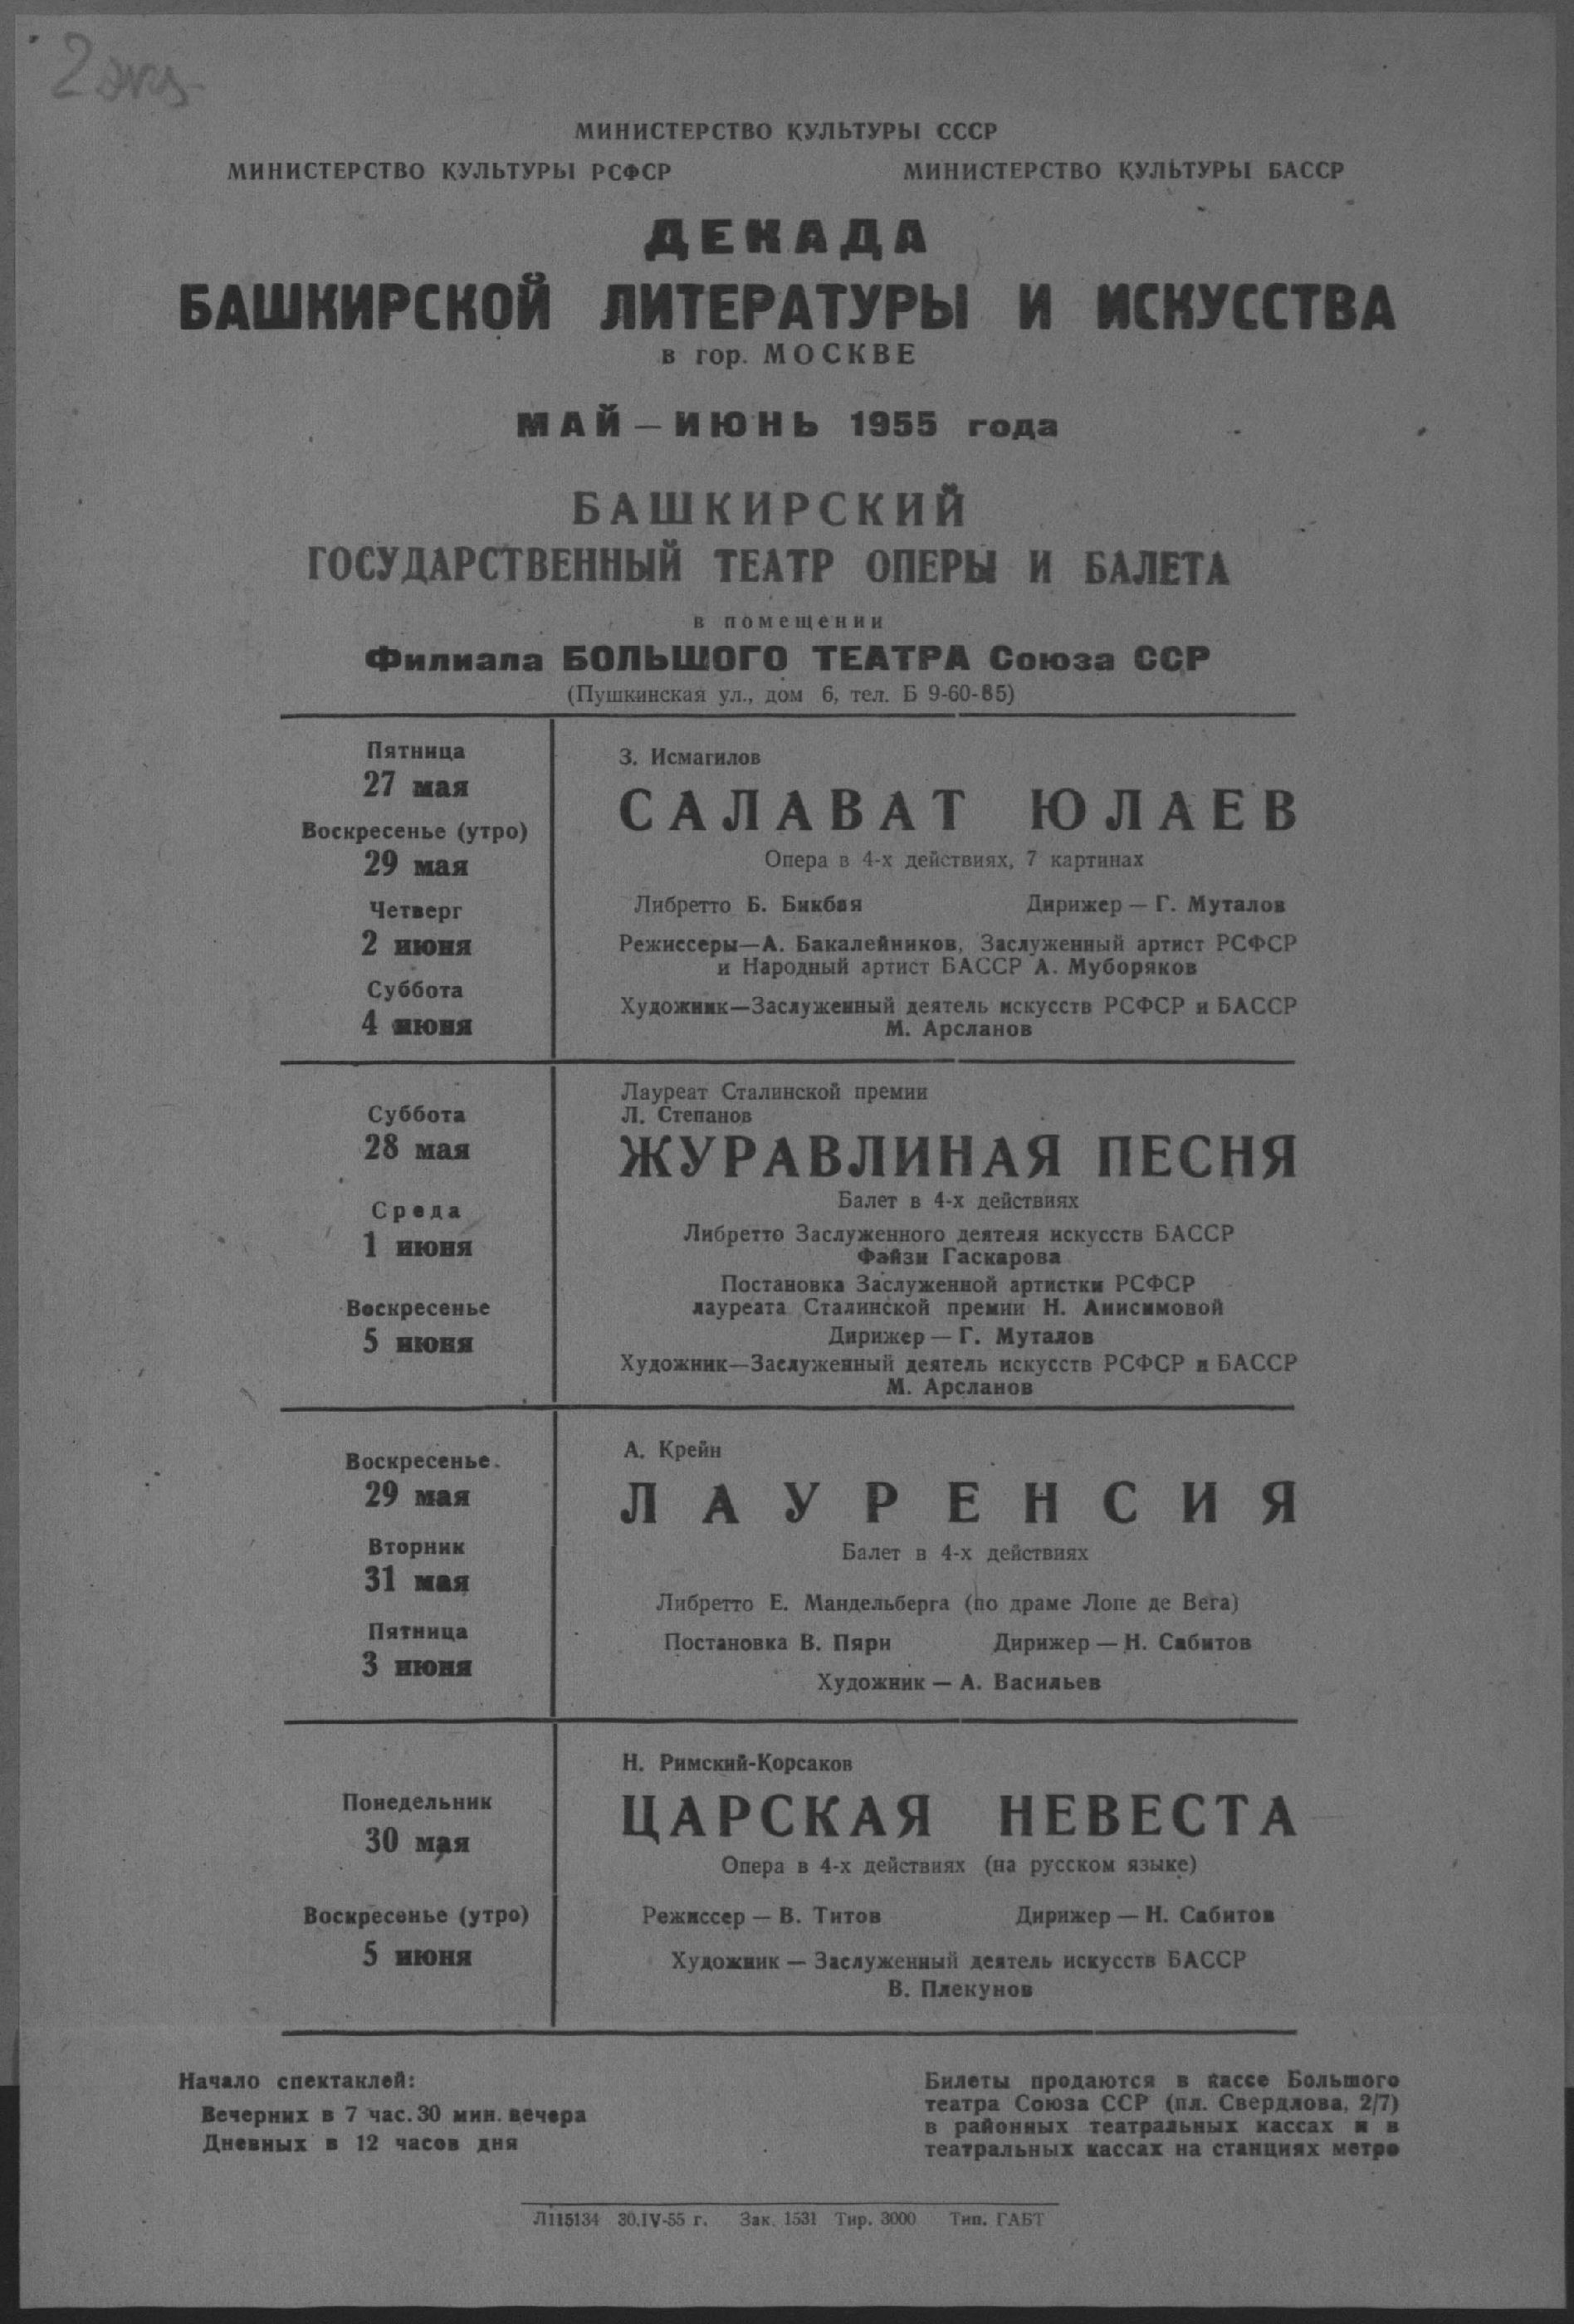 2 экз
МИНИСТЕРСТВО КУЛЬТУРЫ СССР
МИНИСТЕРСТВО КУЛЬТУРЫ РСФСР МИНИСТЕРСТВО КУЛЬТУРЫ БАССР
ДЕКАДА
БАШКИРСКОЙ ЛИТЕРАТУРЫ И ИСКУССТВА
в гор. МОСКВЕ
МАЙ — ИЮНЬ 1955 года
БАШКИРСКИЙ
ГОСУДАРСТВЕННЫЙ ТЕАТР ОПЕРЫ И БАЛЕТА
в помещении
Филиала БОЛЬШОГО ТЕАТРА Союза ССР
(Пушкинская ул., дом 6, тел. Б 9-60-85)
Пятница
27 мая
Воскресенье (утро)
29 мая
Четверг
2 июня
Суббота
4 июня
З. Исмагилов
САЛАВАТ ЮЛАЕВ
Опера в 4-х действиях, 7 картинах
Либретто Б. Бикбая Дирижер — Г. Муталов
Режиссеры—А. Бакалейников, Заслуженный артист РСФСР
и Народный артист БАССР А. Муборяков
Художник—Заслуженный деятель искусств РСФСР и БАССР
М. Арсланов
Суббота
28 мая
Среда
1 июня
Воскресенье
5 июня
Лауреат Сталинской премии
Л. Степанов
ЖУРАВЛИНАЯ ПЕСНЯ
Балет в 4-х действиях
Либретто Заслуженного деятеля искусств БАССР
Файзи Гаскарова
Постановка Заслуженной артистки РСФСР
лауреата Сталинской премии Н. Анисимовой
Дирижер — Г. Муталов
Художник—Заслуженный деятель искусств РСФСР и БАССР
М. Арсланов
Воскресенье
29 мая
Вторник
31 мая
Пятница
3 июня
А. Крейн
ЛАУРЕНСИЯ
Балет в 4-х действиях
Либретто Е. Мандельберга (по драме Лопе де Вега)
Постановка В. Пяри Дирижер — Н. Сабитов
Художник — А. Васильев
Понедельник
30 мая
Воскресенье (утро)
5 июня
Н. Римский-Корсаков
ЦАРСКАЯ НЕВЕСТА
Опера в 4-х действиях (на русском языке)
Режиссер — В. Титов Дирижер — Н. Сабитов
Художник — Заслуженный деятель искусств БАССР
В. Плекунов
Начало спектаклей:
Вечерних в 7 час. 30 мин. вечера
Дневных в 12 часов дня
Билеты продаются в кассе Большого
театра Союза ССР (пл. Свердлова, 2/7)
в районных театральных кассах и в
театральных кассах на станциях метро
Л115134 30.IV-55 г. Зак. 1531 Тир. 3000 Тип. ГАБТ